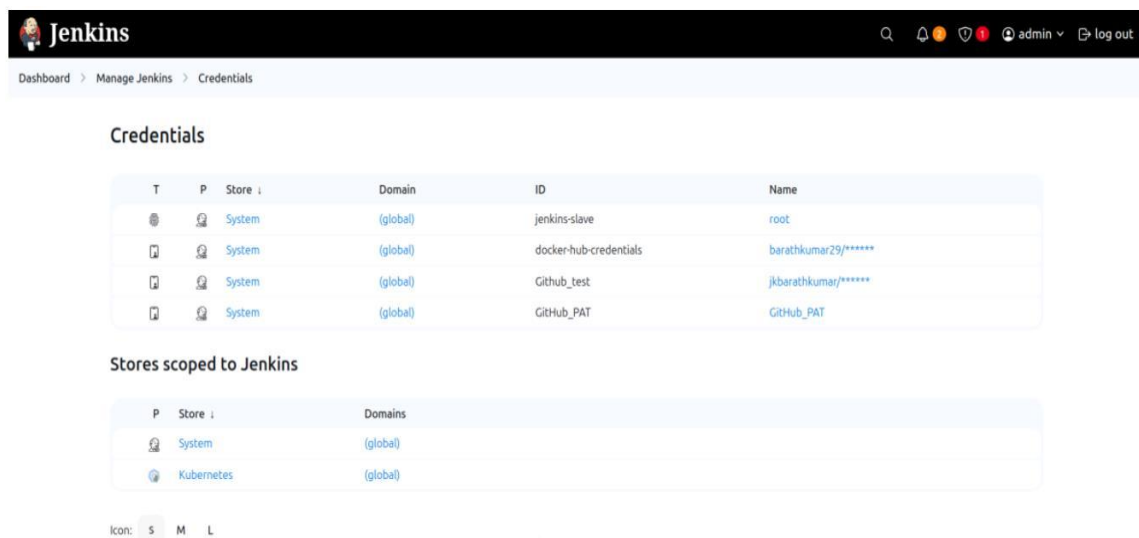 Jenkins 2 1 admin log out
Dashboard > Manage Jenkins > Credentials
Credentials
T P Store ↓ Domain ID Name
System (global) jenkins-slave root
System (global) docker-hub-credentials barathkumar29/******
System (global) Github_test jkbarathkumar/******
System (global) GitHub_PAT GitHub_PAT
Stores scoped to Jenkins
P Store ↓ Domains
System (global)
Kubernetes (global)
Icon: S M L